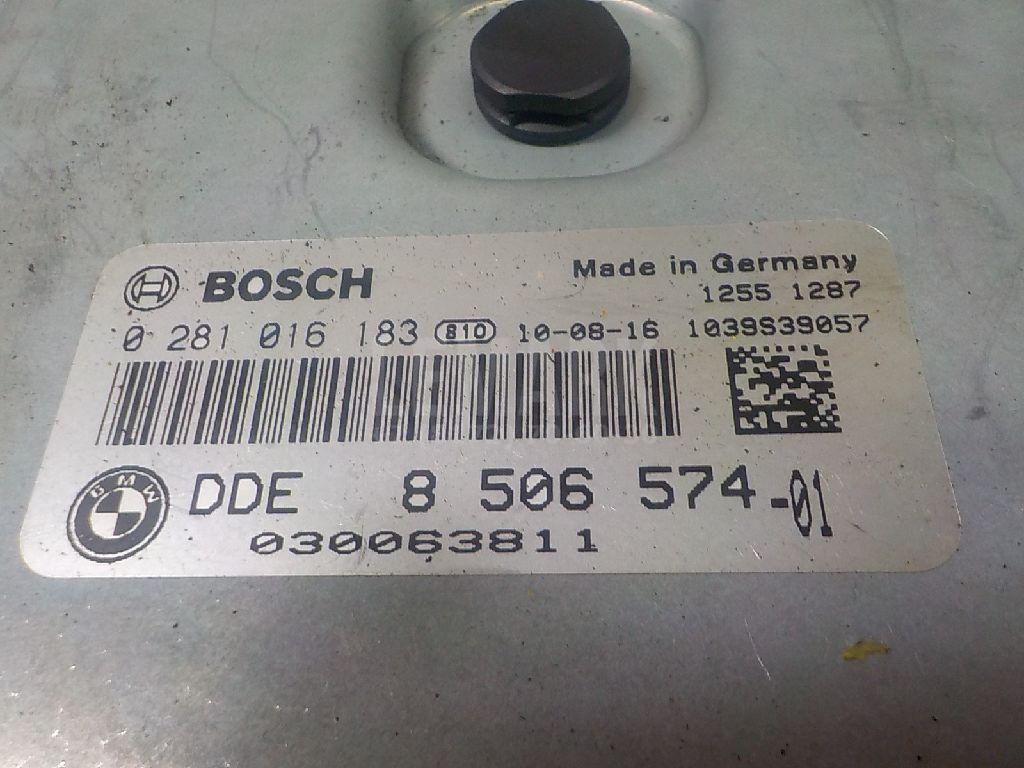 BOSCH Made in Germany
1255 1287
0 281 016 183 810 10-08-16 1039S39057
BMW DDE 8 506 574-01
030063811